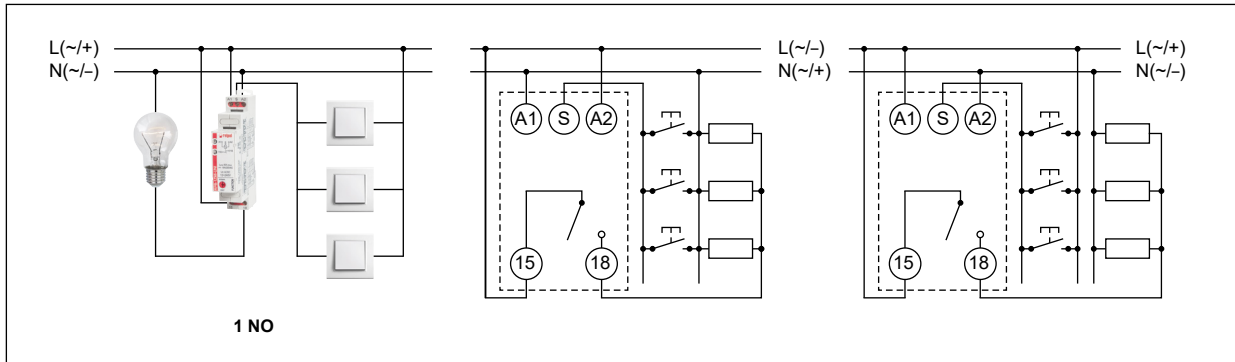 L(~/+)
N(~/–)
1 NO
L(~/–)
N(~/+)
A1 S A2
15 18
L(~/+)
N(~/–)
A1 S A2
15 18